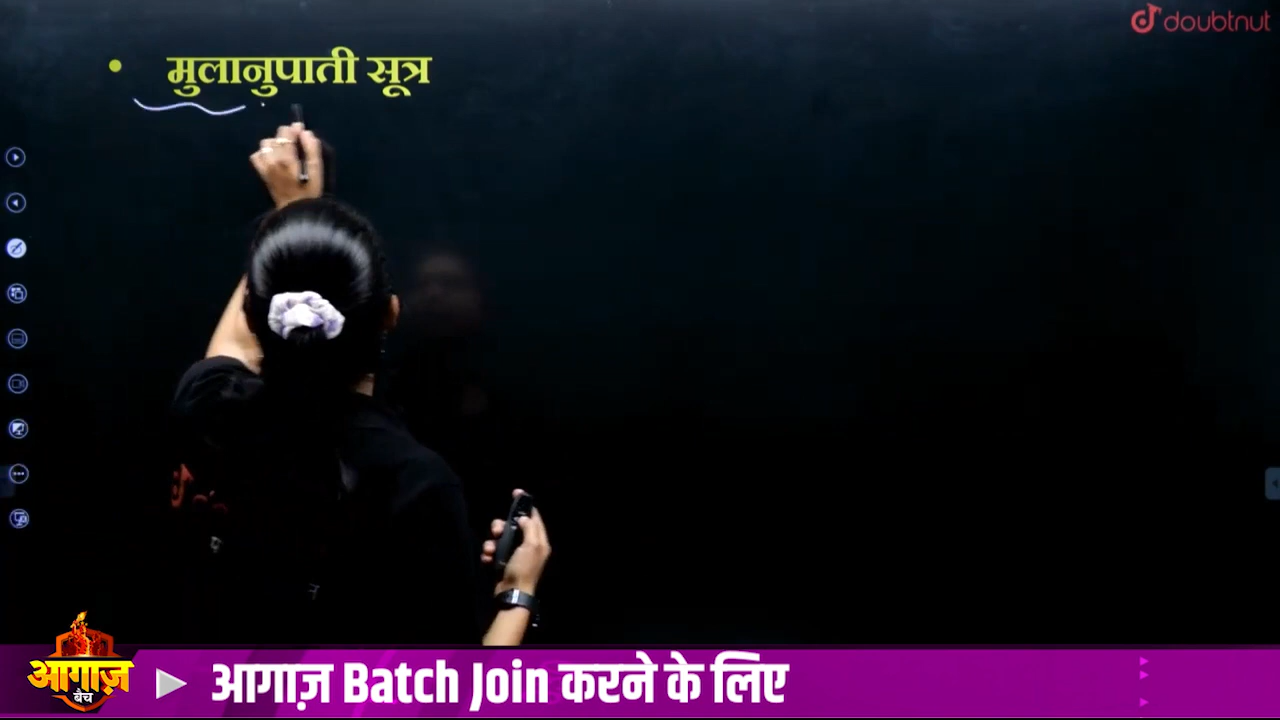 doubtnut
• मुलानुपाती सूत्र
आगाज़
बैच
आगाज़ Batch Join करने के लिए